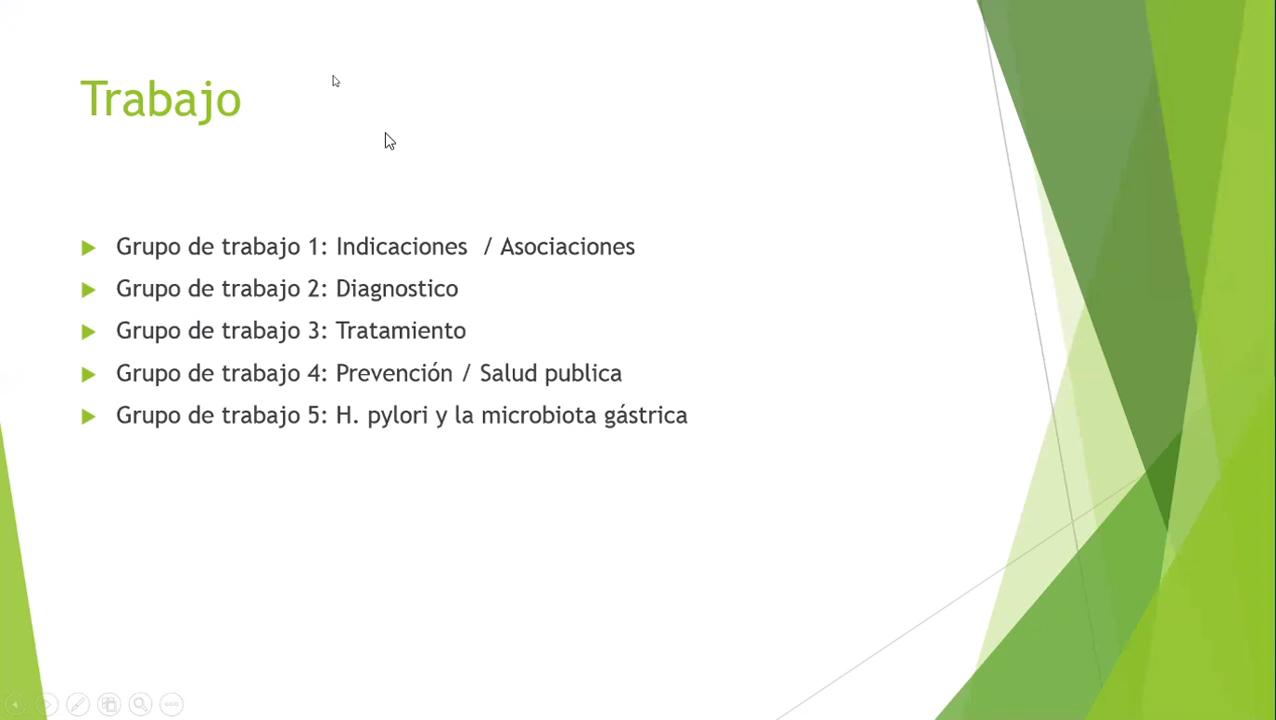 Trabajo
Grupo de trabajo 1: Indicaciones / Asociaciones
Grupo de trabajo 2: Diagnostico
Grupo de trabajo 3: Tratamiento
Grupo de trabajo 4: Prevención / Salud publica
Grupo de trabajo 5: H. pylori y la microbiota gástrica